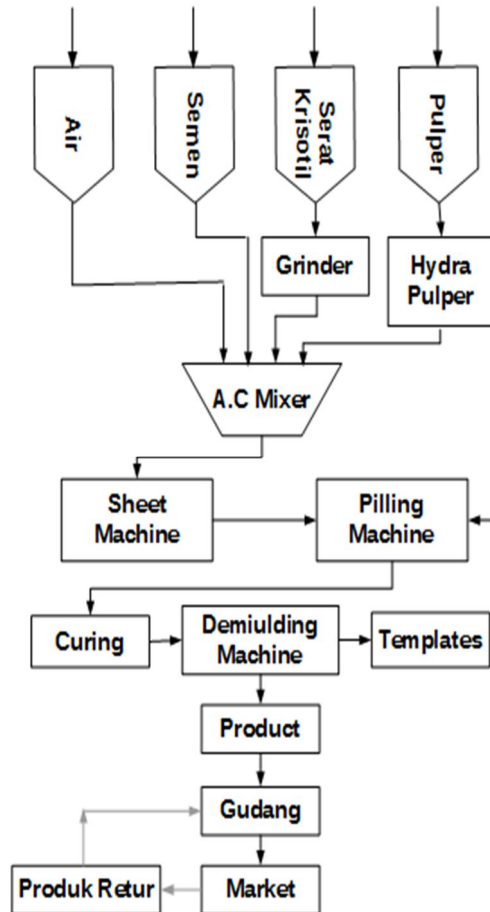 Air
Semen
Serat
Krisotil
Pulper
Grinder
Hydra
Pulper
A.C Mixer
Sheet
Machine
Pilling
Machine
Curing
Demiulding
Machine
Templates
Product
Gudang
Produk Retur
Market